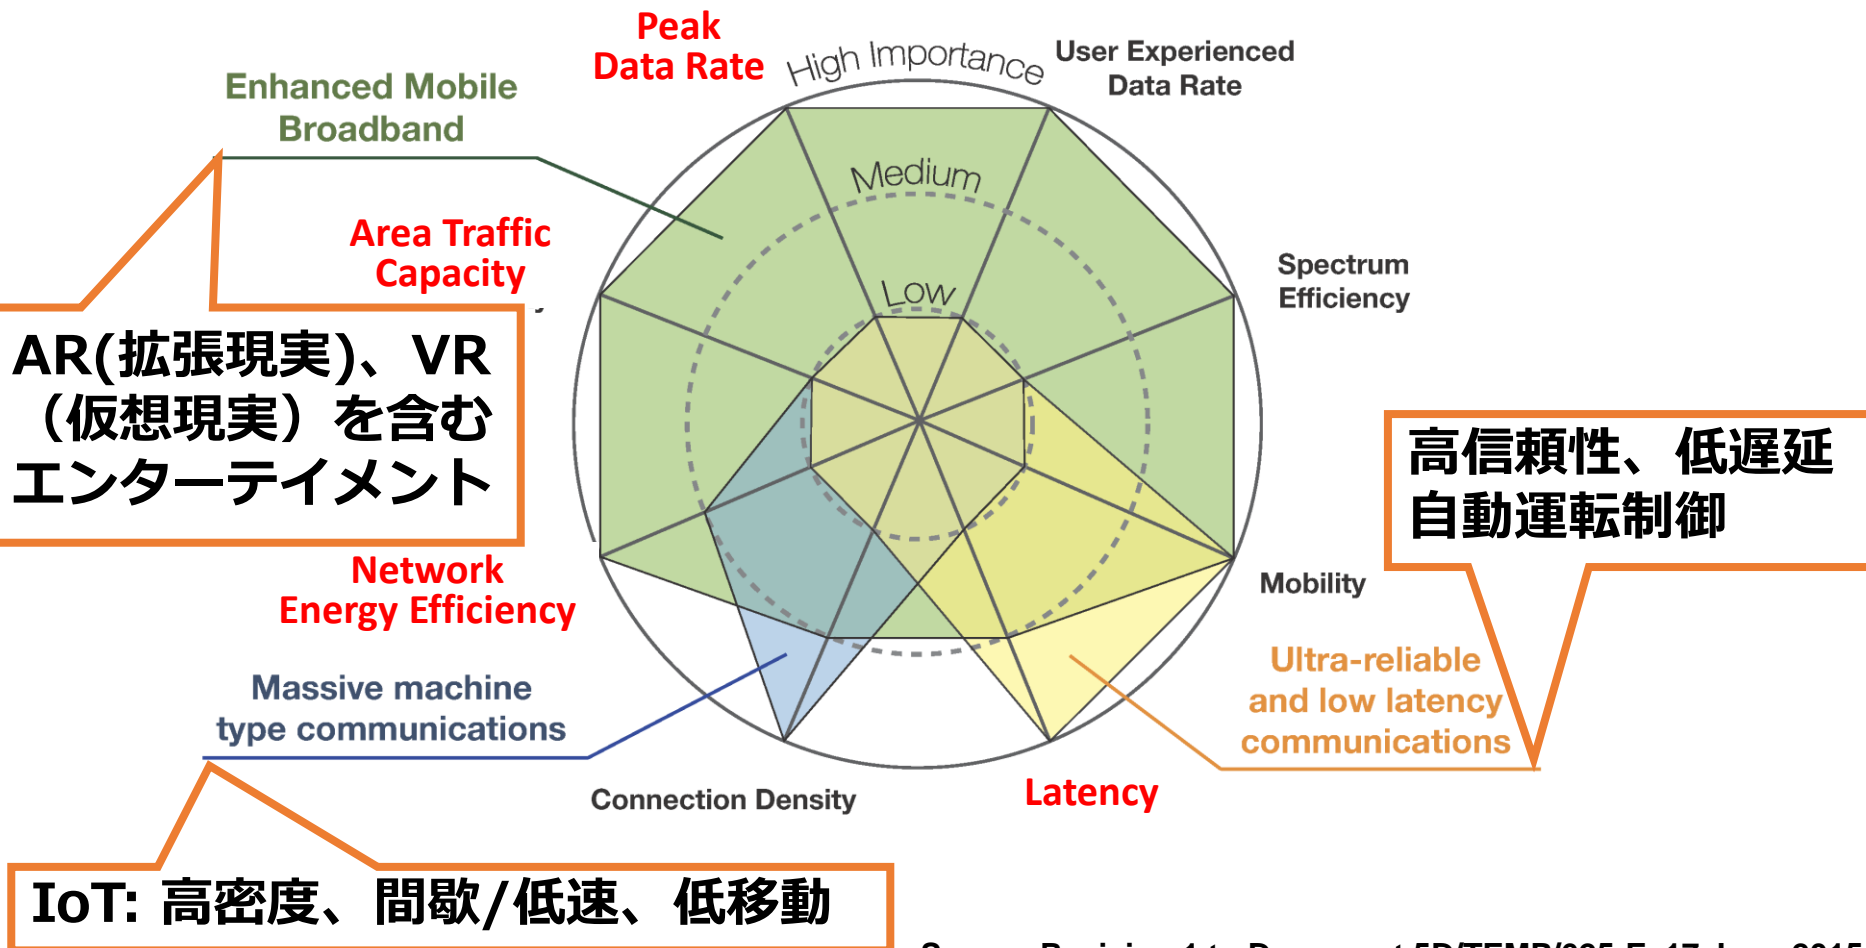 Peak
Data Rate
High Importance
User Experienced
Data Rate
Enhanced Mobile
Broadband
Medium
Area Traffic
Capacity
Spectrum
Efficiency
Low
AR(拡張現実)、VR
（仮想現実）を含む
エンターテイメント
高信頼性、低遅延
自動運転制御
Network
Energy Efficiency
Mobility
Massive machine
type communications
Ultra-reliable
and low latency
communications
Connection Density
Latency
IoT: 高密度、間歇/低速、低移動